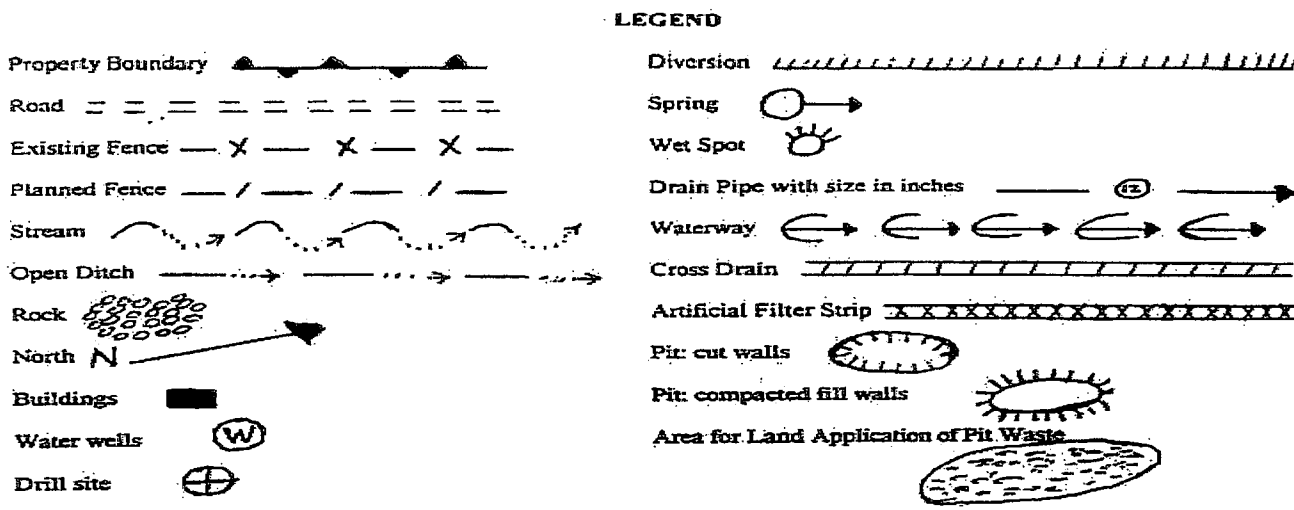 LEGEND
Property Boundary
Road
Existing Fence
Planned Fence
Stream
Open Ditch
Rock
North N
Buildings
Water wells W
Drill site
Diversion
Spring
Wet Spot
Drain Pipe with size in inches 12
Waterway
Cross Drain
Artificial Filter Strip
Pit: cut walls
Pit: compacted fill walls
Area for Land Application of Pit Waste